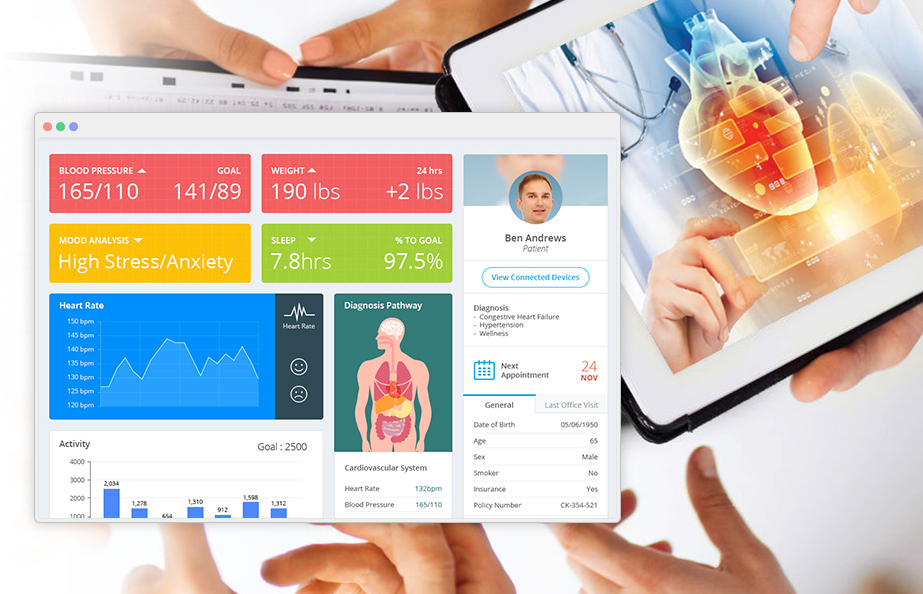 BLOOD PRESSURE GOAL
165/110 141/89
WEIGHT 24 hrs
190 lbs +2 lbs
MOOD ANALYSIS
High Stress/Anxiety
SLEEP % TO GOAL
7.8hrs 97.5%
Ben Andrews
Patient
View Connected Devices
Diagnosis
- Congestive Heart Failure
- Hypertension
- Wellness
Next
Appointment
24
NOV
General Last Office Visit
Date of Birth 05/06/1950
Age 65
Sex Male
Smoker No
Insurance Yes
Policy Number CK-354-521
Heart Rate
150 bpm
145 bpm
140 bpm
135 bpm
130 bpm
125 bpm
120 bpm
Heart Rate
Diagnosis Pathway
Cardiovascular System
Heart Rate 132bpm
Blood Pressure 165/110
Activity Goal : 2500
4000
3000
2000
1000
2,034
1,278
654
1,310
912
1,598
1,312